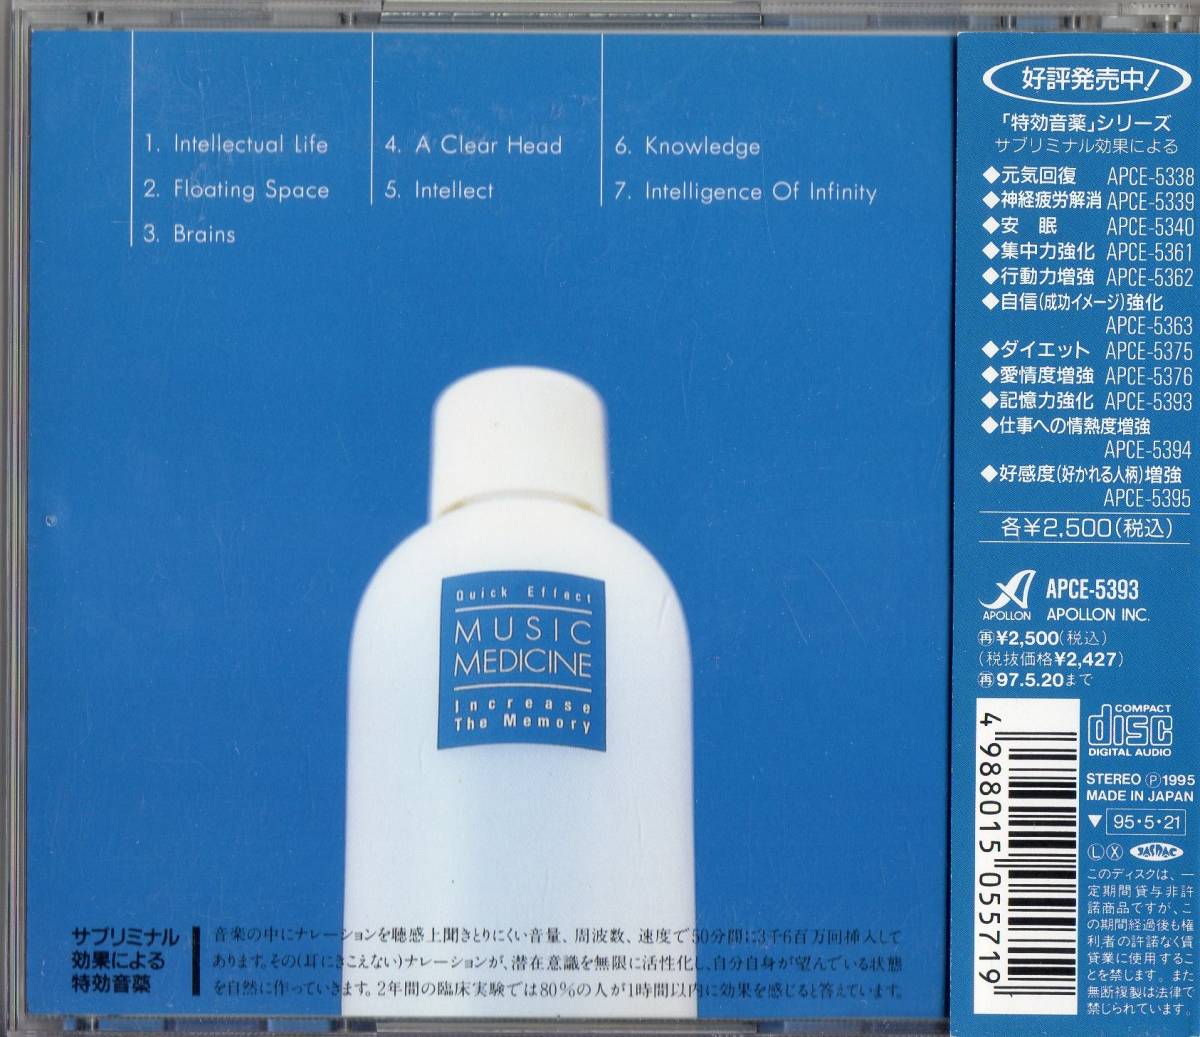 1. Intellectual Life
2. Floating Space
3. Brains
4. A Clear Head
5. Intellect
6. Knowledge
7. Intelligence Of Infinity
Quick Effect
MUSIC
MEDICINE
Increase
The Memory
サブリミナル
効果による
特効音薬
音楽の中にナレーションを聴感上聞きとりにくい音量、周波数、速度で50分間に3千6百万回挿入して
あります。その(耳にきこえない)ナレーションが、潜在意識を無限に活性化し、自分自身が望んでいる状態
を自然に作っていきます。2年間の臨床実験では80%の人が1時間以内に効果を感じると答えています。
好評発売中!
「特効音薬」シリーズ
サブリミナル効果による
◆元気回復 APCE-5338
◆神経疲労解消 APCE-5339
◆安 眠 APCE-5340
◆集中力強化 APCE-5361
◆行動力増強 APCE-5362
◆自信(成功イメージ)強化
APCE-5363
◆ダイエット APCE-5375
◆愛情度増強 APCE-5376
◆記憶力強化 APCE-5393
◆仕事への情熱度増強
APCE-5394
◆好感度(好かれる人柄)増強
APCE-5395
各¥2,500(税込)
APOLLON
APCE-5393
APOLLON INC.
再¥2,500(税込)
(税抜価格¥2,427)
再97.5.20まで
4988015055719
COMPACT
disc
DIGITAL AUDIO
STEREO Ⓟ1995
MADE IN JAPAN
▼ 95・5・21
Ⓛ Ⓧ JASRAC
このディスクは、一
定期間貸与非許
諾商品ですが、こ
の期間経過後も権
利者の許諾なく賃
貸業に使用するこ
とを禁じます。また
無断複製は法律で
禁じられています。